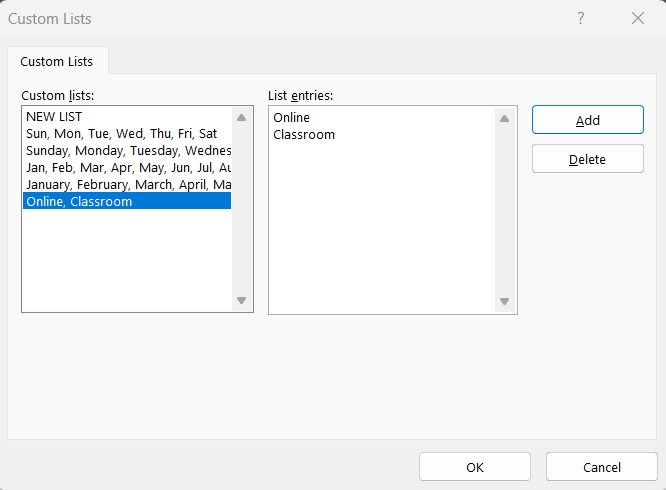 Custom Lists
?
Custom Lists
Custom lists:
NEW LIST
Sun, Mon, Tue, Wed, Thu, Fri, Sat
Sunday, Monday, Tuesday, Wednes
Jan, Feb, Mar, Apr, May, Jun, Jul, Au
January, February, March, April, Ma
Online, Classroom
List entries:
Online
Classroom
Add
Delete
OK
Cancel